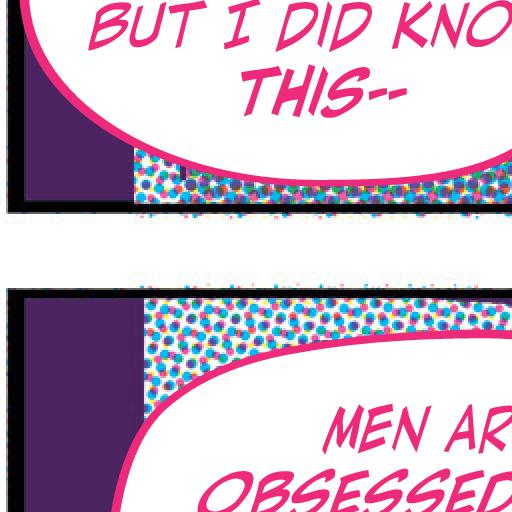 BUT I DID KNO
THIS--
MEN AR
OBSESSED